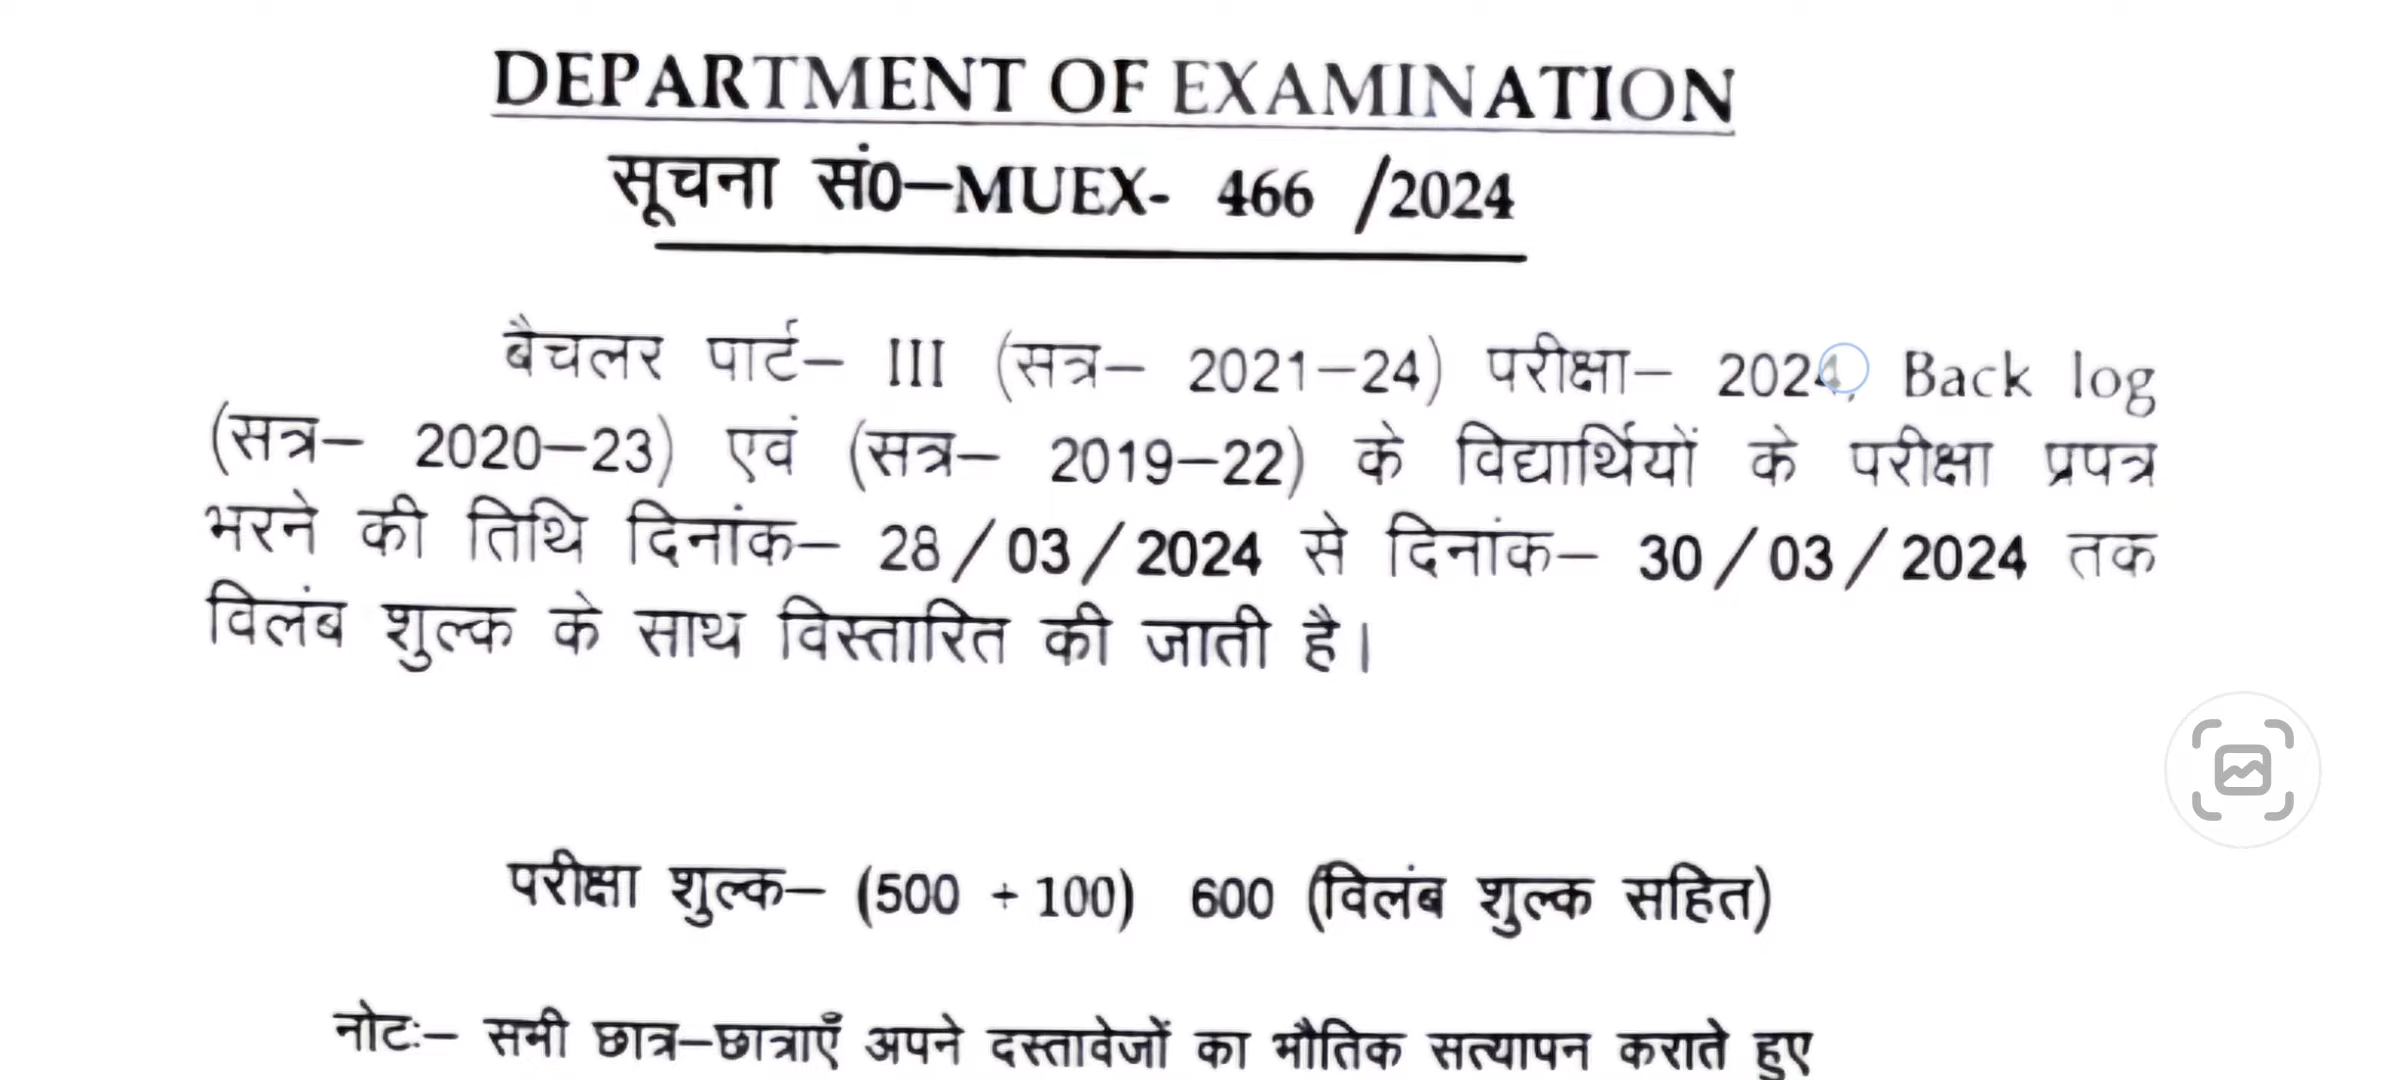 DEPARTMENT OF EXAMINATION
सूचना सं0–MUEX- 466 /2024
बैचलर पार्ट– III (सत्र– 2021–24) परीक्षा– 2024, Back log
(सत्र– 2020–23) एवं (सत्र– 2019–22) के विद्यार्थियों के परीक्षा प्रपत्र
भरने की तिथि दिनांक– 28/03/2024 से दिनांक– 30/03/2024 तक
विलंब शुल्क के साथ विस्तारित की जाती है।
परीक्षा शुल्क– (500 + 100) 600 (विलंब शुल्क सहित)
नोटः– सभी छात्र–छात्राएँ अपने दस्तावेजों का भौतिक सत्यापन कराते हुए